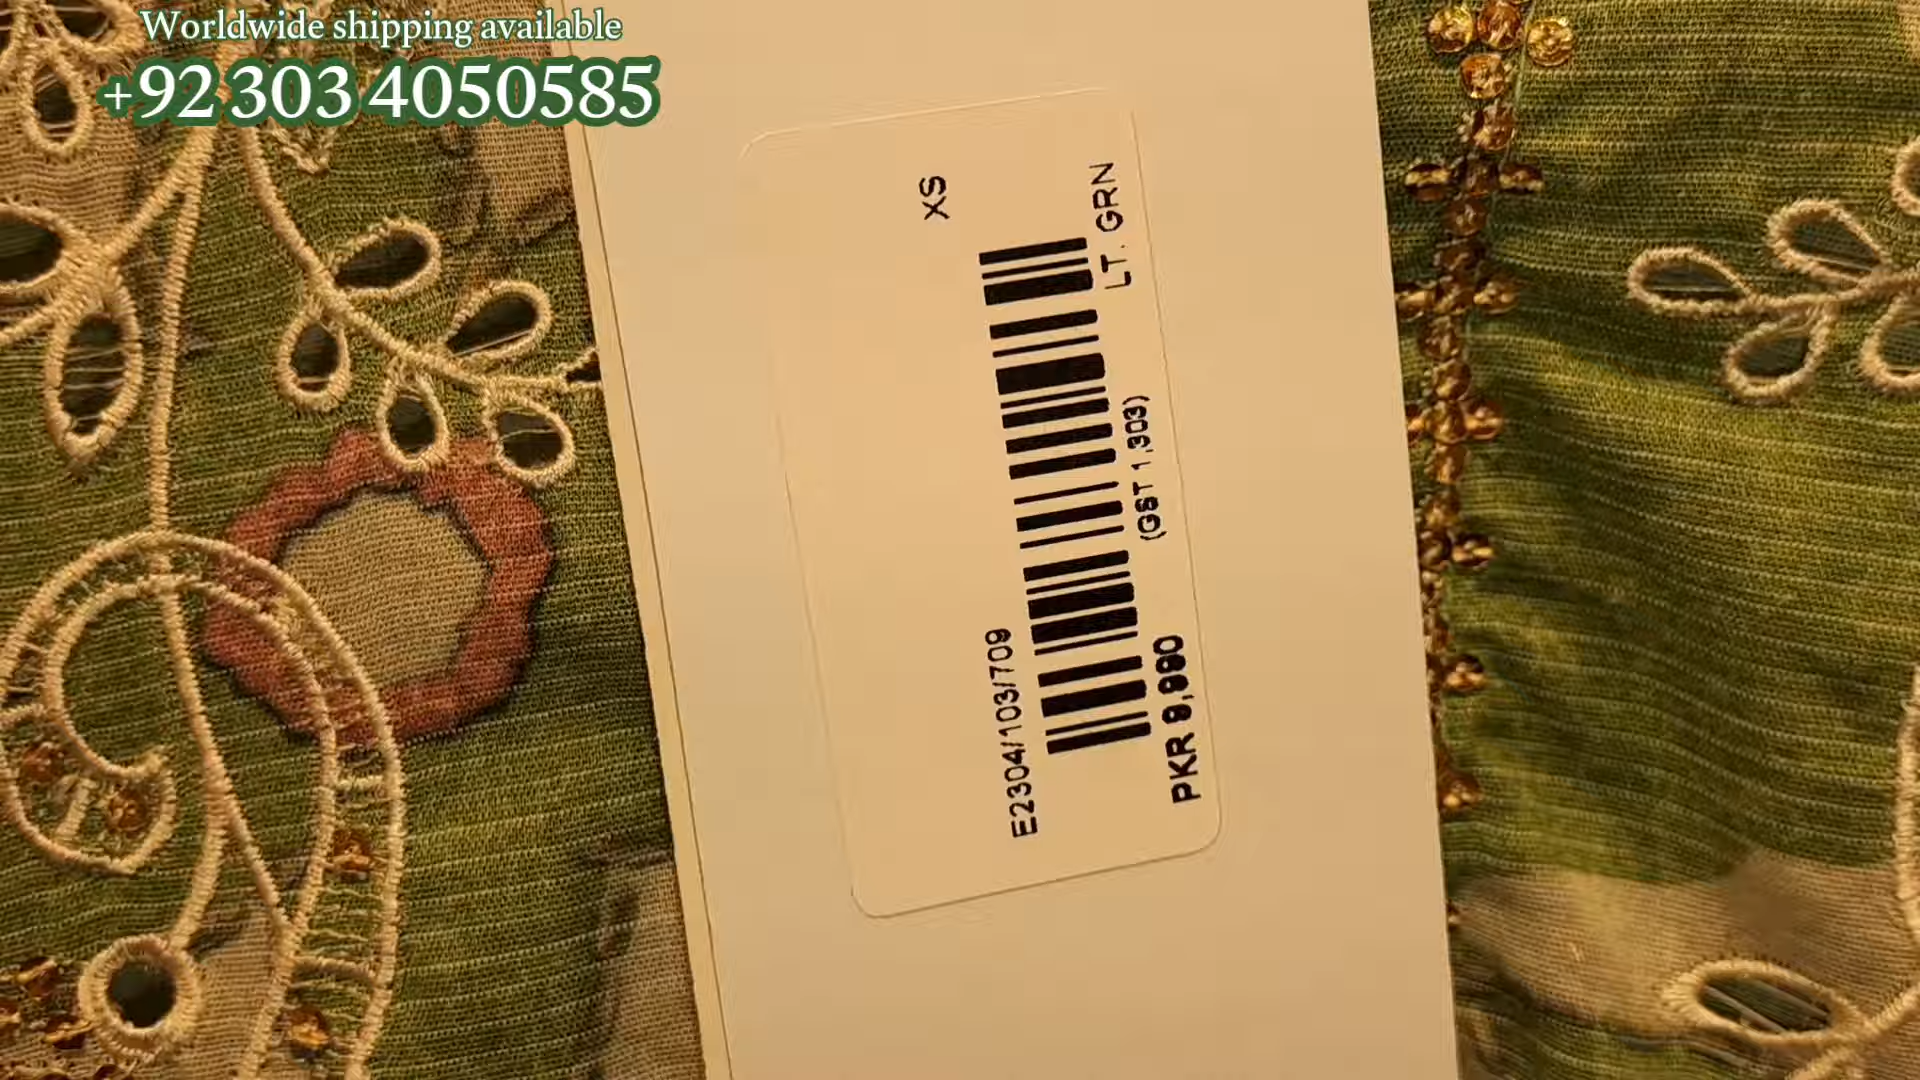 Worldwide shipping available
+92 303 4050585
E2304/103/709 XS
PKR 9,990 (GST 1,303) LT. GRN